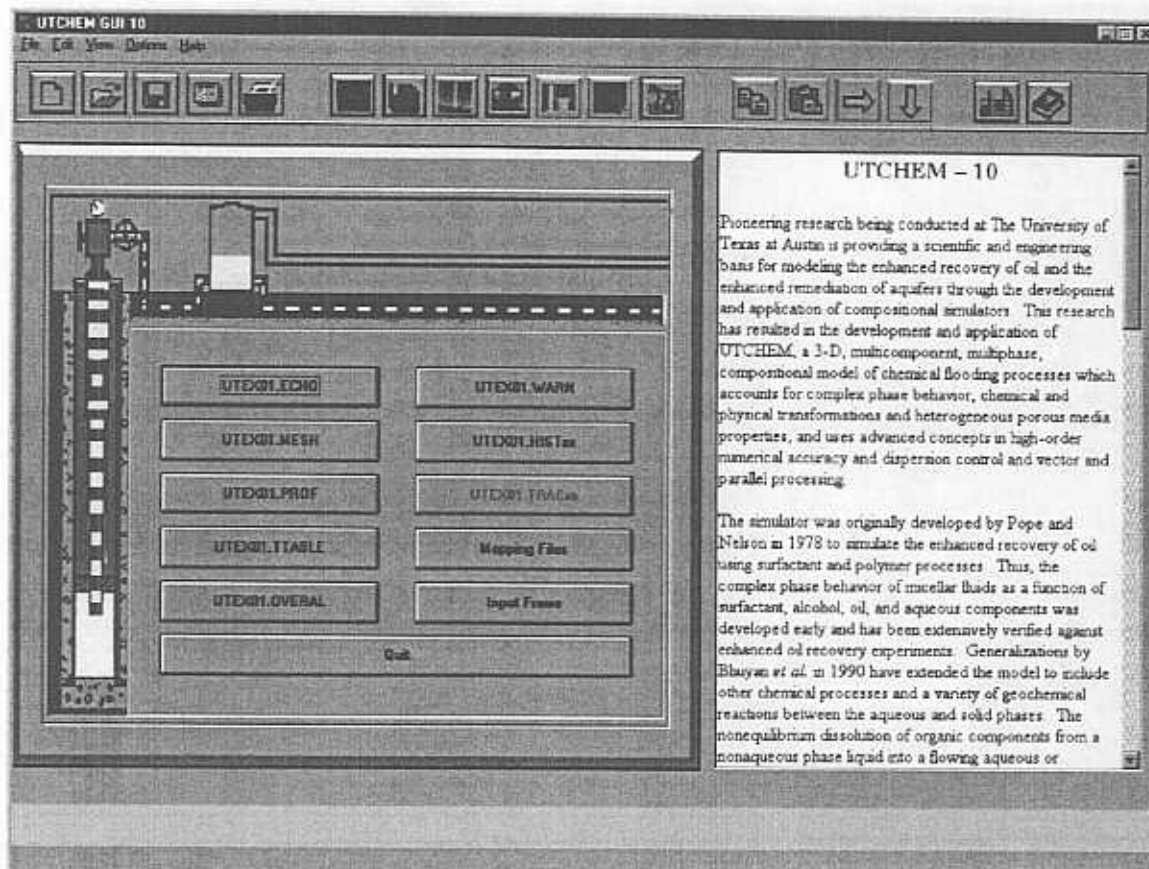 UTCHEM GUI 10
File Edit View Options Help
UTEX01.ECHO
UTEX01.WARN
UTEX01.MESH
UTEX01.HISTxx
UTEX01.PROF
UTEX01.TRACxx
UTEX01.TTABLE
Mapping Files
UTEX01.OVERAL
Input Frame
Quit
UTCHEM – 10
Pioneering research being conducted at The University of
Texas at Austin is providing a scientific and engineering
basis for modeling the enhanced recovery of oil and the
enhanced remediation of aquifers through the development
and application of compositional simulators. This research
has resulted in the development and application of
UTCHEM, a 3-D, multicomponent, multiphase,
compositional model of chemical flooding processes which
accounts for complex phase behavior, chemical and
physical transformations and heterogeneous porous media
properties, and uses advanced concepts in high-order
numerical accuracy and dispersion control and vector and
parallel processing.
The simulator was originally developed by Pope and
Nelson in 1978 to simulate the enhanced recovery of oil
using surfactant and polymer processes. Thus, the
complex phase behavior of micellar fluids as a function of
surfactant, alcohol, oil, and aqueous components was
developed early and has been extensively verified against
enhanced oil recovery experiments. Generalizations by
Bhuyan et al. in 1990 have extended the model to include
other chemical processes and a variety of geochemical
reactions between the aqueous and solid phases. The
nonequilibrium dissolution of organic components from a
nonaqueous phase liquid into a flowing aqueous or